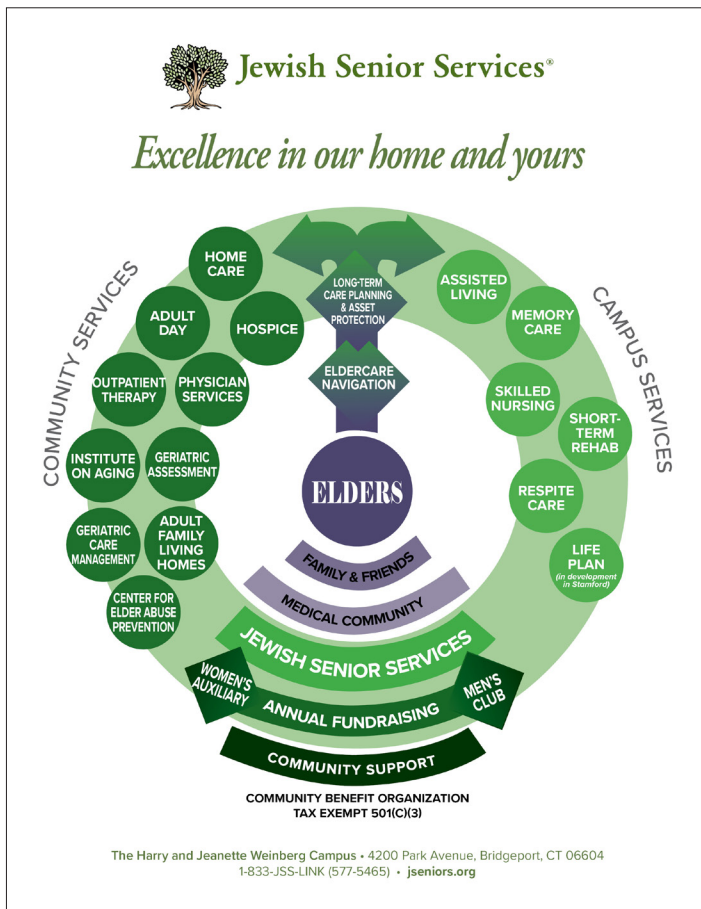 Jewish Senior Services®
Excellence in our home and yours
COMMUNITY SERVICES
HOME
CARE
ADULT
DAY
HOSPICE
OUTPATIENT
THERAPY
PHYSICIAN
SERVICES
INSTITUTE
ON AGING
GERIATRIC
ASSESSMENT
GERIATRIC
CARE
MANAGEMENT
ADULT
FAMILY
LIVING
HOMES
CENTER FOR
ELDER ABUSE
PREVENTION
LONG-TERM
CARE PLANNING
& ASSET
PROTECTION
ELDERCARE
NAVIGATION
ELDERS
CAMPUS SERVICES
ASSISTED
LIVING
MEMORY
CARE
SKILLED
NURSING
SHORT-
TERM
REHAB
RESPITE
CARE
LIFE
PLAN
(in development
in Stamford)
FAMILY & FRIENDS
MEDICAL COMMUNITY
JEWISH SENIOR SERVICES
WOMEN'S
AUXILIARY
ANNUAL FUNDRAISING
MEN'S
CLUB
COMMUNITY SUPPORT
COMMUNITY BENEFIT ORGANIZATION
TAX EXEMPT 501(C)(3)
The Harry and Jeanette Weinberg Campus • 4200 Park Avenue, Bridgeport, CT 06604
1-833-JSS-LINK (577-5465) • jseniors.org